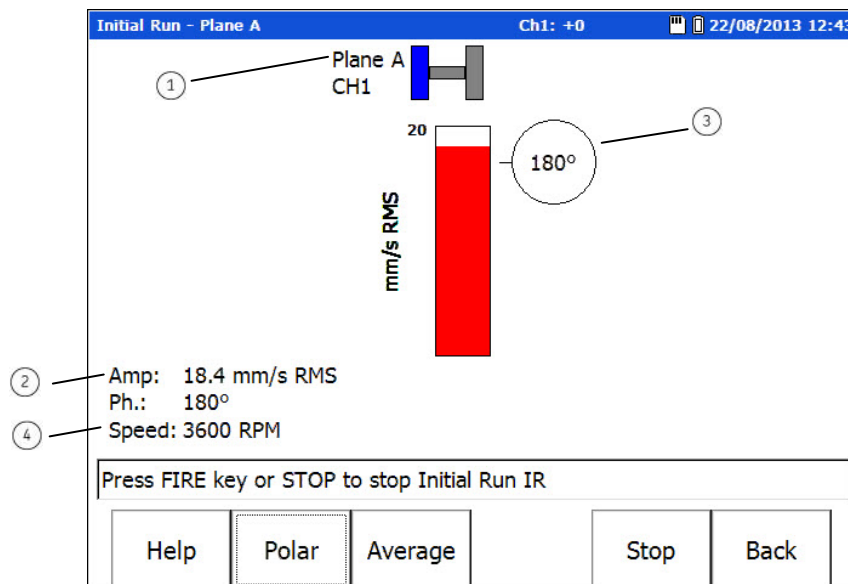 Initial Run - Plane A Ch1: +0 22/08/2013 12:43
Plane A
CH1
1
20
3
180°
mm/s RMS
2
Amp: 18.4 mm/s RMS
Ph.: 180°
4
Speed: 3600 RPM
Press FIRE key or STOP to stop Initial Run IR
Help Polar Average Stop Back